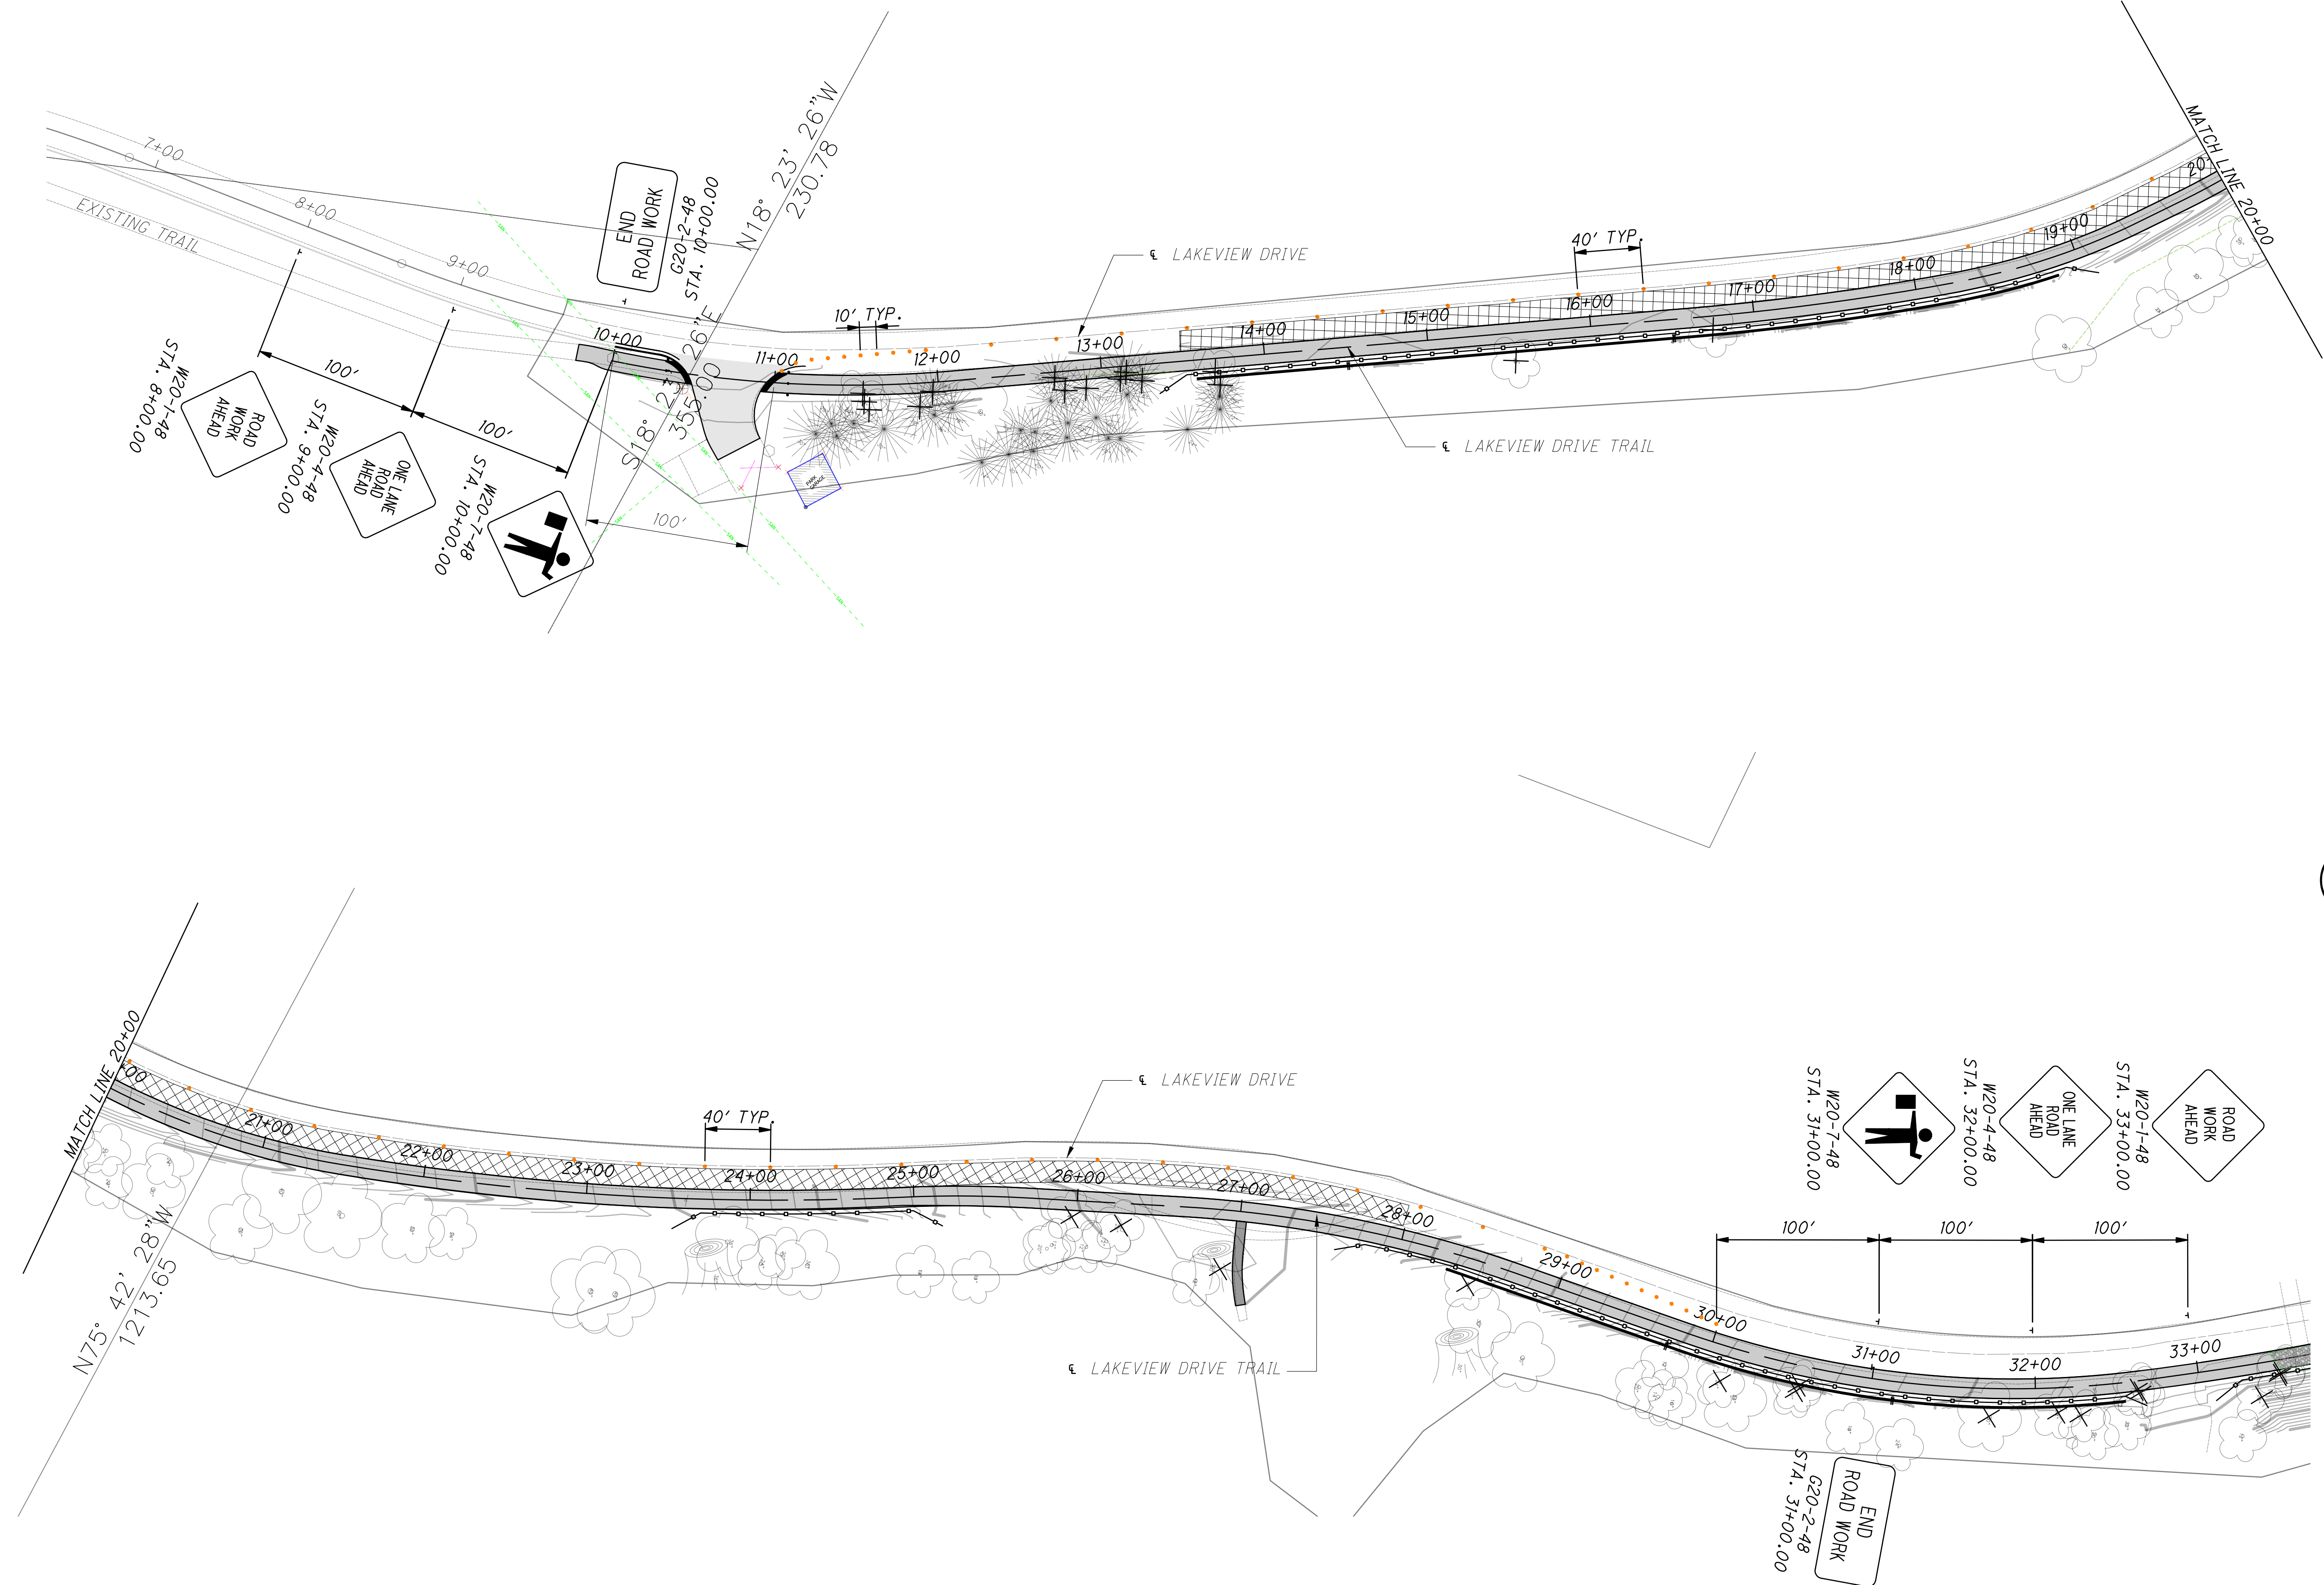 7+00
8+00
9+00
EXISTING TRAIL
END
ROAD WORK
G20-2-48
STA. 10+00.00
N18° 23' 26"W
230.78
S18° 23' 26"E
355.00
10+00
11+00
10' TYP.
12+00
13+00
14+00
15+00
16+00
17+00
18+00
19+00
20'
℄ LAKEVIEW DRIVE
40' TYP.
℄ LAKEVIEW DRIVE TRAIL
MATCH LINE 20+00
100'
100'
100'
ROAD
WORK
AHEAD
W20-1-48
STA. 8+00.00
ONE LANE
ROAD
AHEAD
W20-4-48
STA. 9+00.00
W20-7-48
STA. 10+00.00
PARK
GARAGE
MATCH LINE 20+00
+00
N75° 42' 28"W
1213.65
21+00
22+00
23+00
24+00
25+00
26+00
27+00
28+00
29+00
30+00
31+00
32+00
33+00
40' TYP.
℄ LAKEVIEW DRIVE
℄ LAKEVIEW DRIVE TRAIL
W20-7-48
STA. 31+00.00
ONE LANE
ROAD
AHEAD
W20-4-48
STA. 32+00.00
ROAD
WORK
AHEAD
W20-1-48
STA. 33+00.00
100'
100'
100'
END
ROAD WORK
G20-2-48
STA. 31+00.00